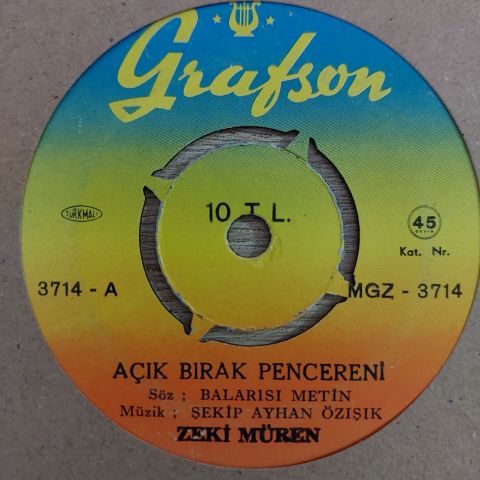 Grafson
10 T L.
TÜRKMALI
45
DEVİR
Kat. Nr.
3714 - A
MGZ - 3714
AÇIK BIRAK PENCERENİ
Söz ; BALARISI METİN
Müzik ; ŞEKİP AYHAN ÖZIŞIK
ZEKİ MÜREN